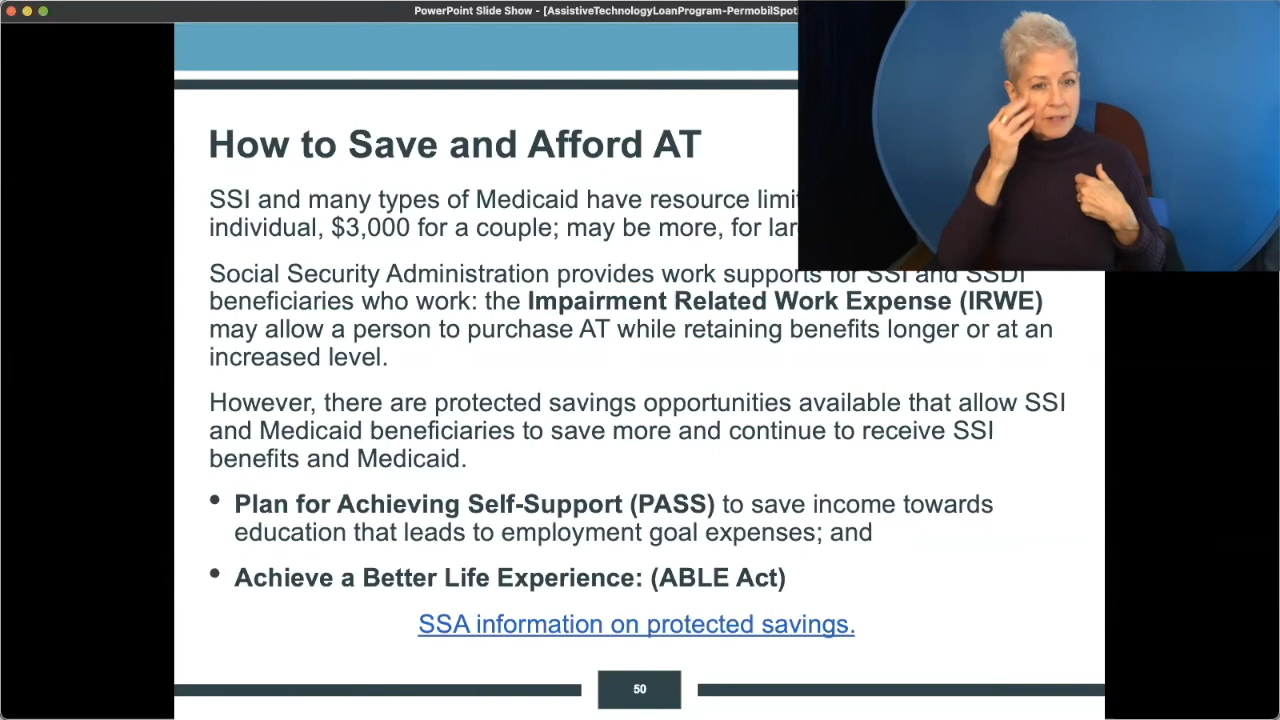 PowerPoint Slide Show - [AssistiveTechnologyLoanProgram-PermobilSpot
How to Save and Afford AT
SSI and many types of Medicaid have resource
individual, $3,000 for a couple; may be more, for
Social Security Administration provides work supports for SSI and SSDI
beneficiaries who work: the Impairment Related Work Expense (IRWE)
may allow a person to purchase AT while retaining benefits longer or at an
increased level.
However, there are protected savings opportunities available that allow SSI
and Medicaid beneficiaries to save more and continue to receive SSI
benefits and Medicaid.
• Plan for Achieving Self-Support (PASS) to save income towards
education that leads to employment goal expenses; and
• Achieve a Better Life Experience: (ABLE Act)
SSA information on protected savings.
50